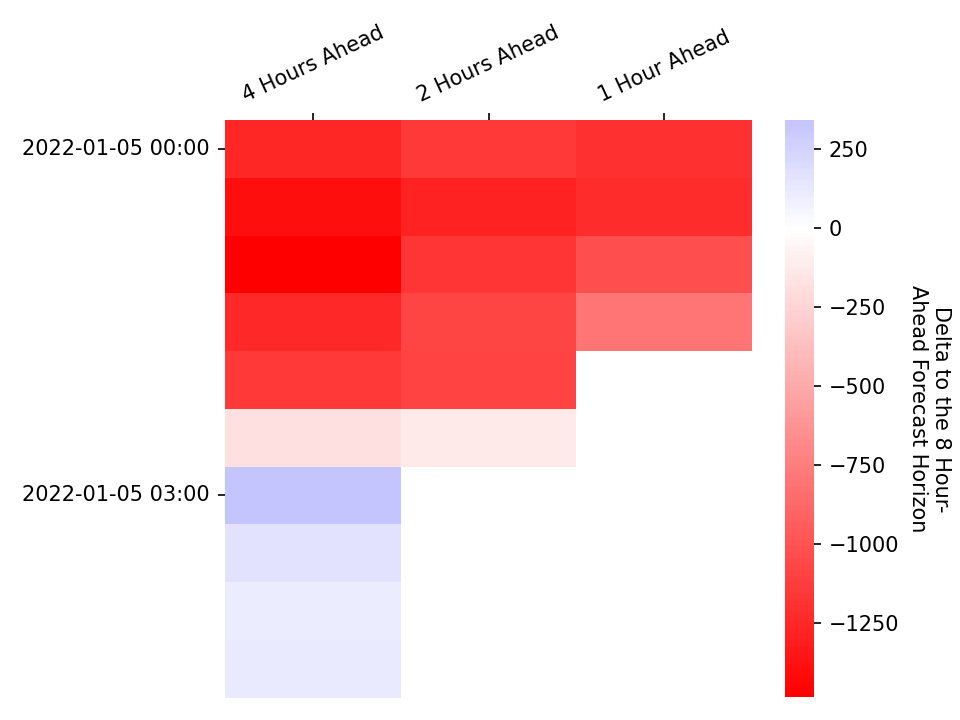 4 Hours Ahead
2 Hours Ahead
1 Hour Ahead
2022-01-05 00:00
2022-01-05 03:00
250
0
−250
−500
−750
−1000
−1250
Delta to the 8 Hour-
Ahead Forecast Horizon